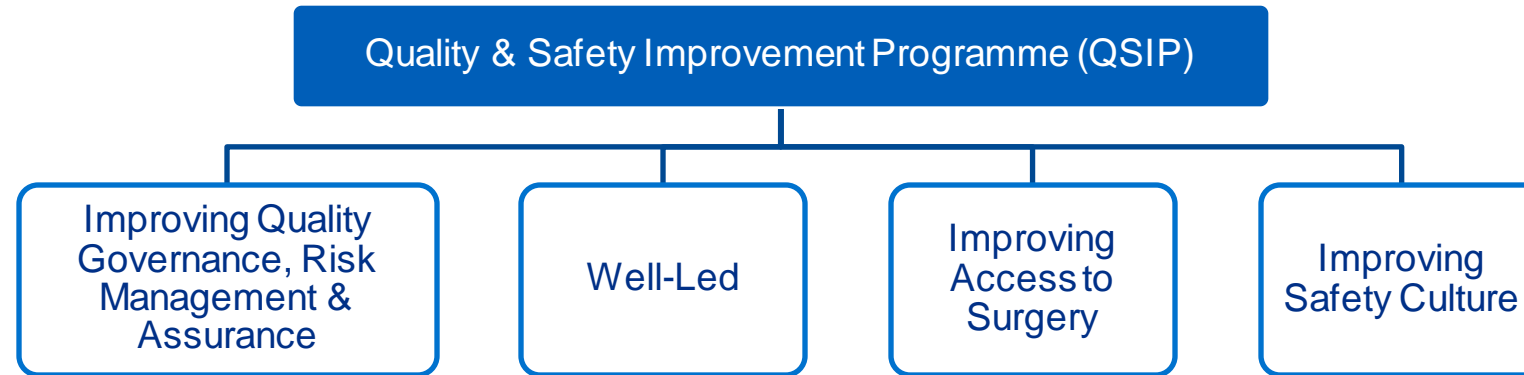 Quality & Safety Improvement Programme (QSIP)
Improving Quality
Governance, Risk
Management &
Assurance
Well-Led
Improving
Access to
Surgery
Improving
Safety Culture